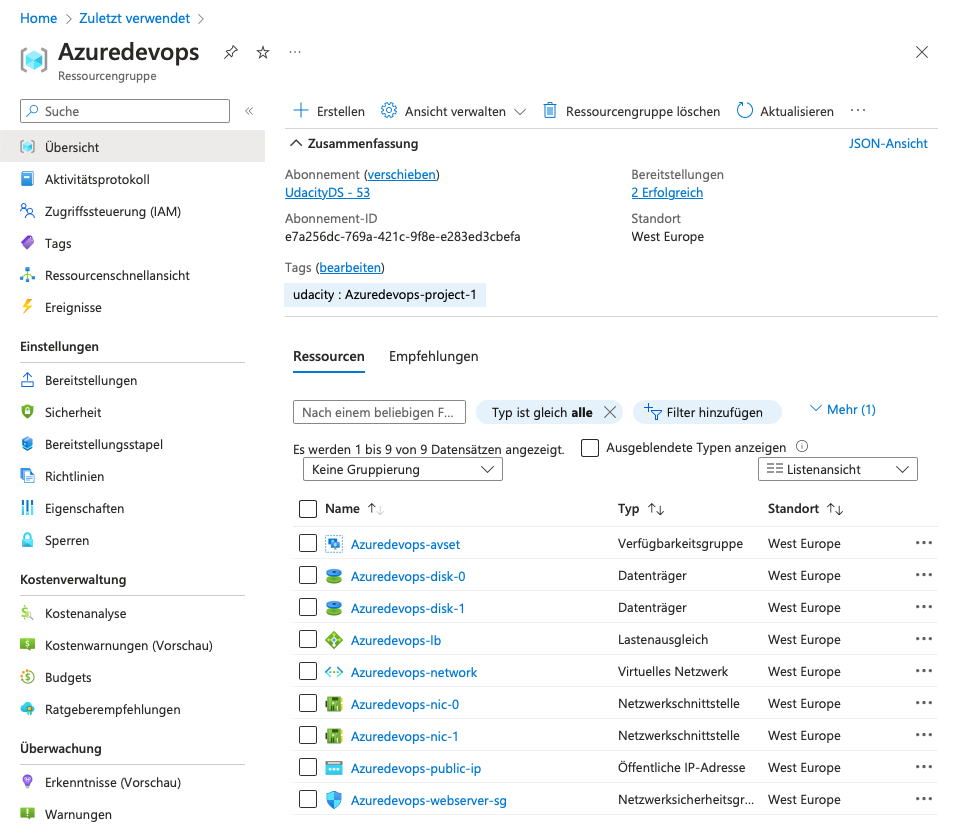 Home > Zuletzt verwendet >
Azuredevops ...
Ressourcengruppe
Suche «
Übersicht
Aktivitätsprotokoll
Zugriffssteuerung (IAM)
Tags
Ressourcenschnellansicht
Ereignisse
Einstellungen
Bereitstellungen
Sicherheit
Bereitstellungsstapel
Richtlinien
Eigenschaften
Sperren
Kostenverwaltung
Kostenanalyse
Kostenwarnungen (Vorschau)
Budgets
Ratgeberempfehlungen
Überwachung
Erkenntnisse (Vorschau)
Warnungen
Erstellen Ansicht verwalten Ressourcengruppe löschen Aktualisieren ...
Zusammenfassung JSON-Ansicht
Abonnement (verschieben)
UdacityDS - 53
Abonnement-ID
e7a256dc-769a-421c-9f8e-e283ed3cbefa
Bereitstellungen
2 Erfolgreich
Standort
West Europe
Tags (bearbeiten)
udacity : Azuredevops-project-1
Ressourcen Empfehlungen
Nach einem beliebigen F... Typ ist gleich alle Filter hinzufügen Mehr (1)
Es werden 1 bis 9 von 9 Datensätzen angezeigt. Ausgeblendete Typen anzeigen
Keine Gruppierung Listenansicht
Name Typ Standort
Azuredevops-avset Verfügbarkeitsgruppe West Europe ...
Azuredevops-disk-0 Datenträger West Europe ...
Azuredevops-disk-1 Datenträger West Europe ...
Azuredevops-lb Lastenausgleich West Europe ...
Azuredevops-network Virtuelles Netzwerk West Europe ...
Azuredevops-nic-0 Netzwerkschnittstelle West Europe ...
Azuredevops-nic-1 Netzwerkschnittstelle West Europe ...
Azuredevops-public-ip Öffentliche IP-Adresse West Europe ...
Azuredevops-webserver-sg Netzwerksicherheitsgr... West Europe ...